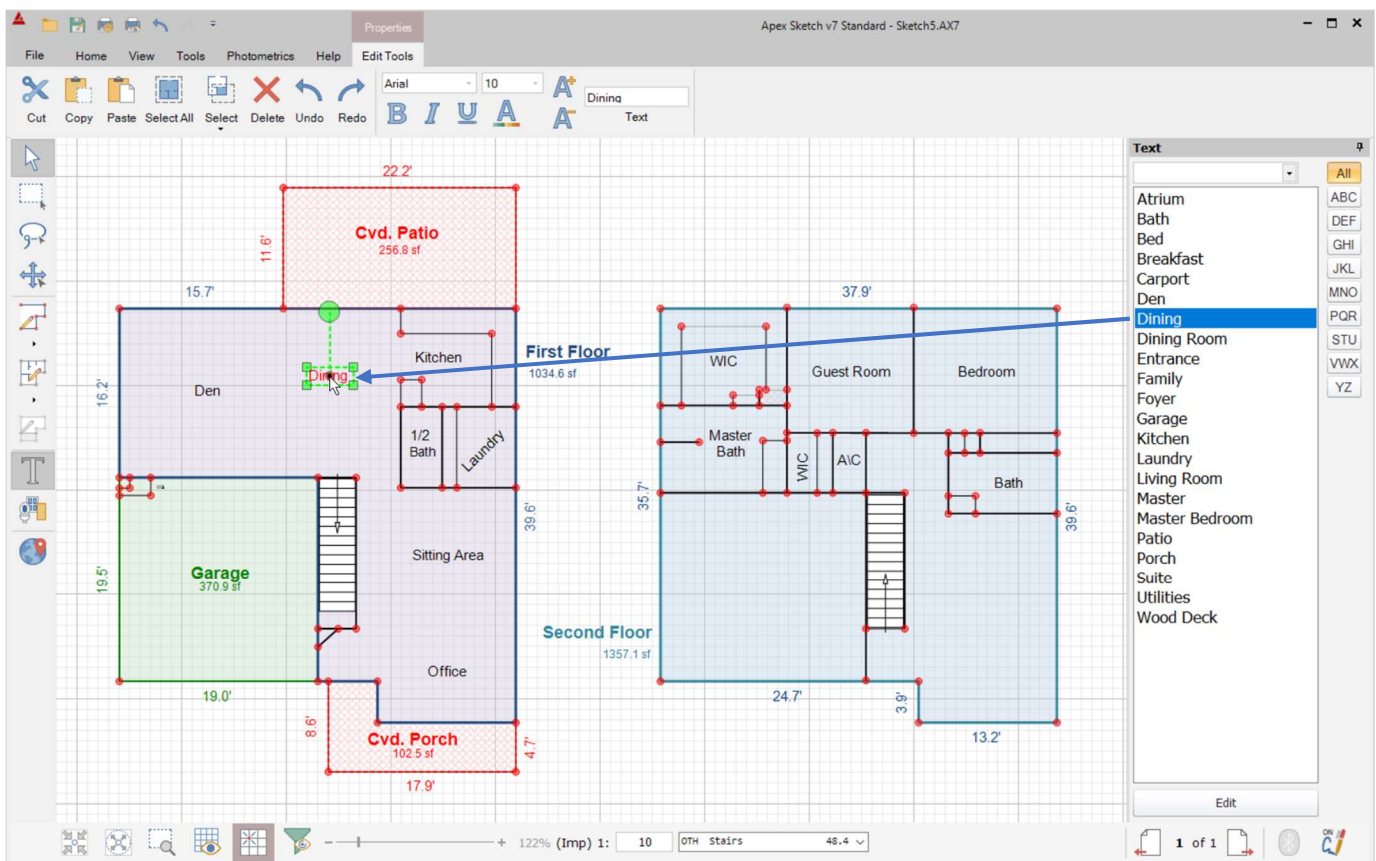 Properties
Apex Sketch v7 Standard - Sketch5.AX7
File Home View Tools Photometrics Help Edit Tools
Arial 10
Dining
Cut Copy Paste Select All Select Delete Undo Redo
B I U A A+ A-
Text
Text
All
ABC
DEF
GHI
JKL
MNO
PQR
STU
VWX
YZ
Atrium
Bath
Bed
Breakfast
Carport
Den
Dining
Dining Room
Entrance
Family
Foyer
Garage
Kitchen
Laundry
Living Room
Master
Master Bedroom
Patio
Porch
Suite
Utilities
Wood Deck
Edit
22.2'
11.6'
Cvd. Patio
256.8 sf
15.7'
16.2'
Den
Dining
Kitchen
First Floor
1034.6 sf
1/2
Bath
Laundry
39.6'
Sitting Area
19.5'
Garage
370.9 sf
19.0'
Office
8.6'
Cvd. Porch
102.5 sf
4.7'
17.9'
37.9'
WIC
Guest Room
Bedroom
Master
Bath
WIC
A\C
Bath
35.7'
39.6'
Second Floor
1357.1 sf
24.7'
3.9'
13.2'
122% (Imp) 1: 10
OTH Stairs 48.4
1 of 1
ON